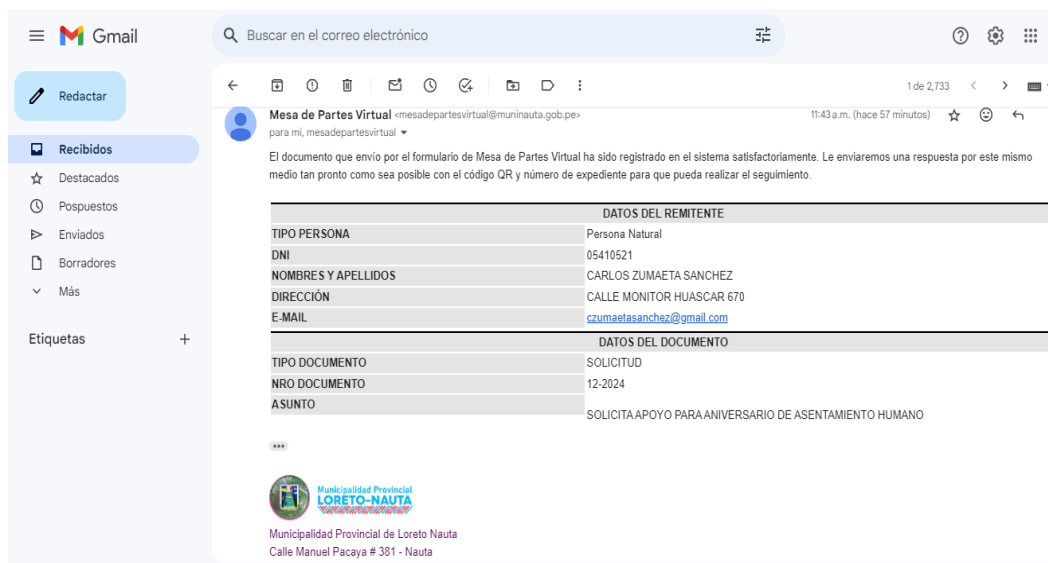 Gmail
Buscar en el correo electrónico
Redactar
1 de 2,733
Recibidos
Destacados
Pospuestos
Enviados
Borradores
Más
Etiquetas
Mesa de Partes Virtual <mesadepartesvirtual@muninauta.gob.pe>
11:43 a.m. (hace 57 minutos)
para mí, mesadepartesvirtual
El documento que envío por el formulario de Mesa de Partes Virtual ha sido registrado en el sistema satisfactoriamente. Le enviaremos una respuesta por este mismo
medio tan pronto como sea posible con el código QR y número de expediente para que pueda realizar el seguimiento.
DATOS DEL REMITENTE
TIPO PERSONA Persona Natural
DNI 05410521
NOMBRES Y APELLIDOS CARLOS ZUMAETA SANCHEZ
DIRECCIÓN CALLE MONITOR HUASCAR 670
E-MAIL czumaetasanchez@gmail.com
DATOS DEL DOCUMENTO
TIPO DOCUMENTO SOLICITUD
NRO DOCUMENTO 12-2024
ASUNTO SOLICITA APOYO PARA ANIVERSARIO DE ASENTAMIENTO HUMANO
Municipalidad Provincial
LORETO-NAUTA
Municipalidad Provincial de Loreto Nauta
Calle Manuel Pacaya # 381 - Nauta